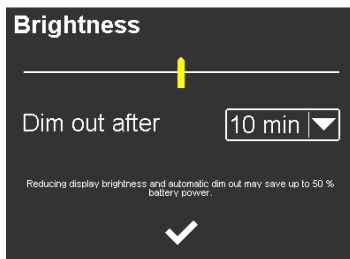 Brightness
Dim out after
10 min
Reducing display brightness and automatic dim out may save up to 50 %
battery power.